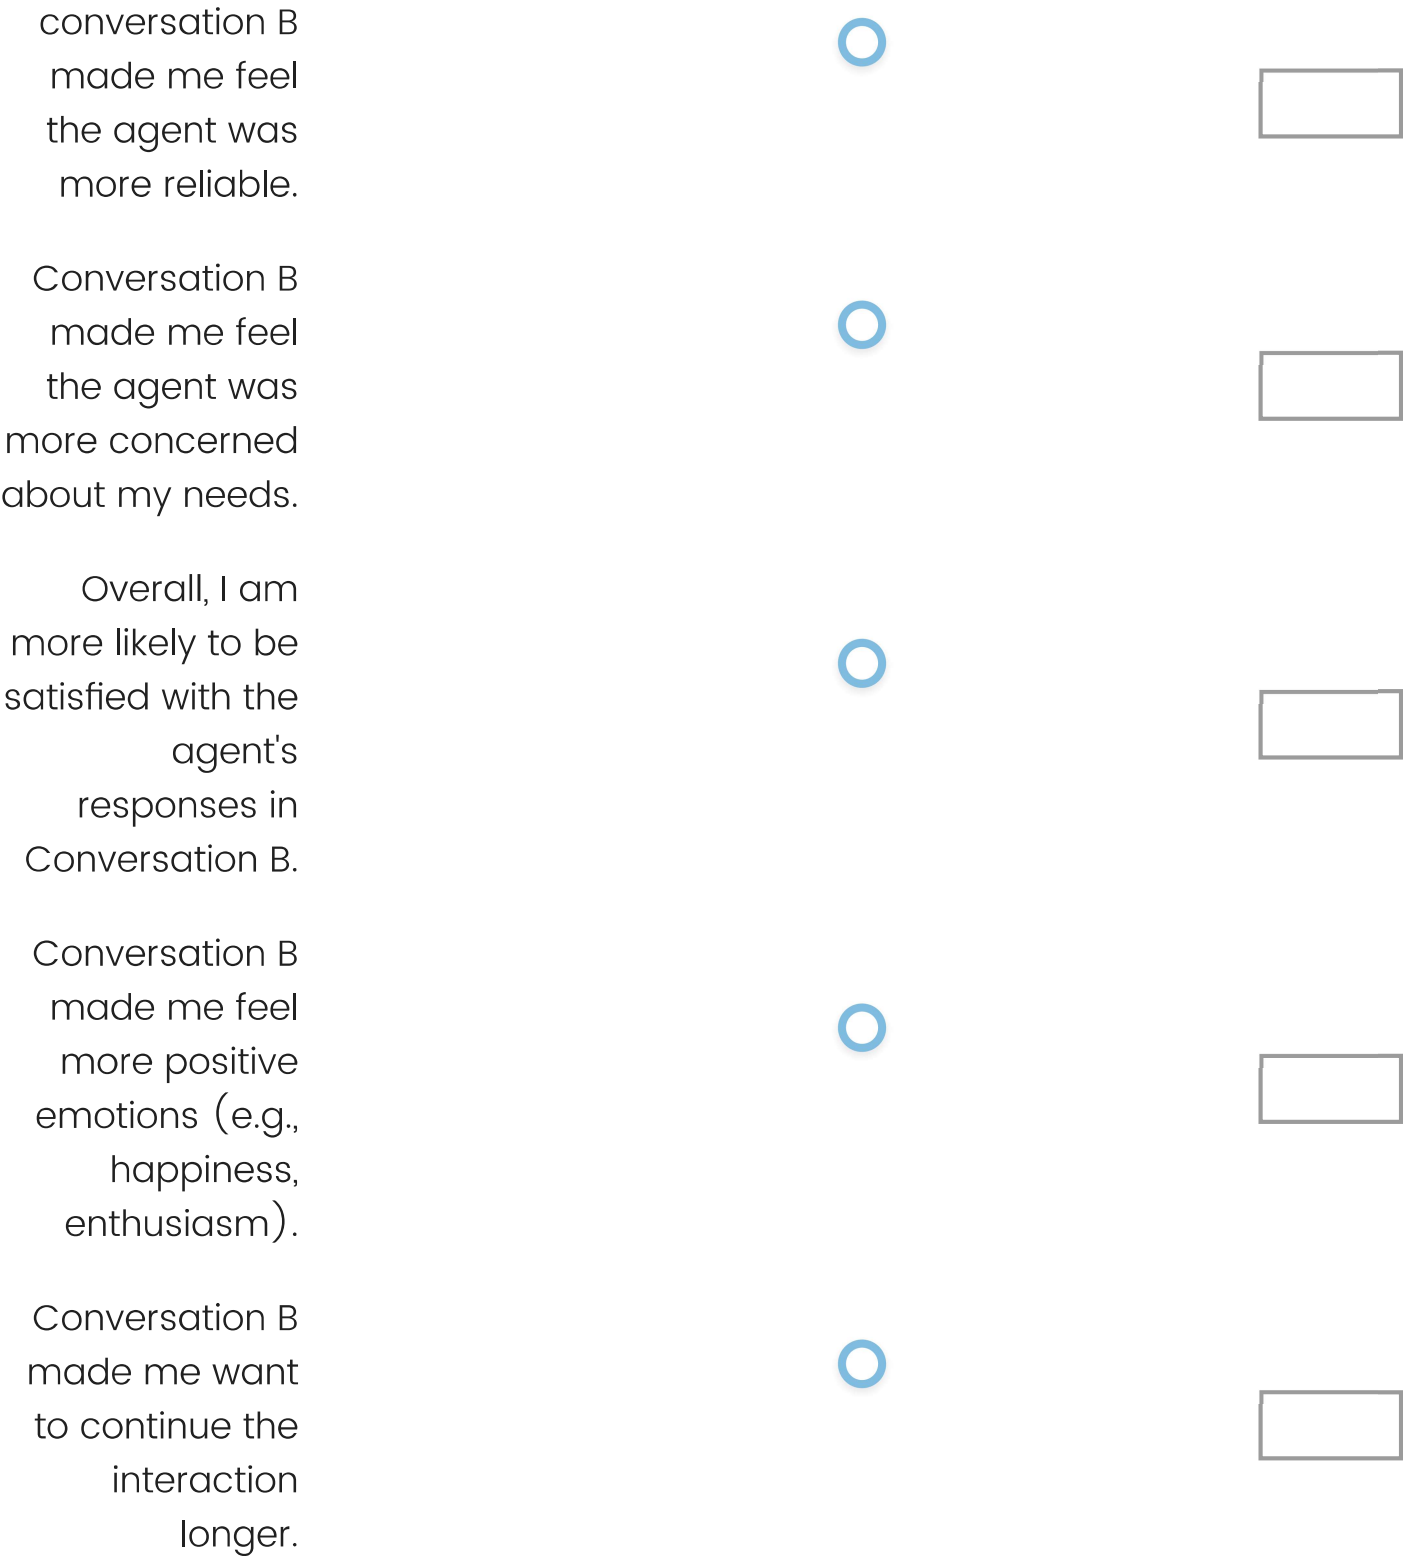 conversation B
made me feel
the agent was
more reliable.
Conversation B
made me feel
the agent was
more concerned
about my needs.
Overall, I am
more likely to be
satisfied with the
agent's
responses in
Conversation B.
Conversation B
made me feel
more positive
emotions (e.g.,
happiness,
enthusiasm).
Conversation B
made me want
to continue the
interaction
longer.